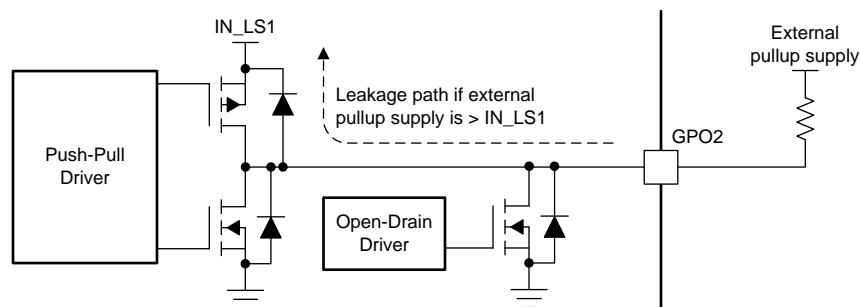 IN_LS1
External
pullup supply
Leakage path if external
pullup supply is > IN_LS1
GPO2
Push-Pull
Driver
Open-Drain
Driver